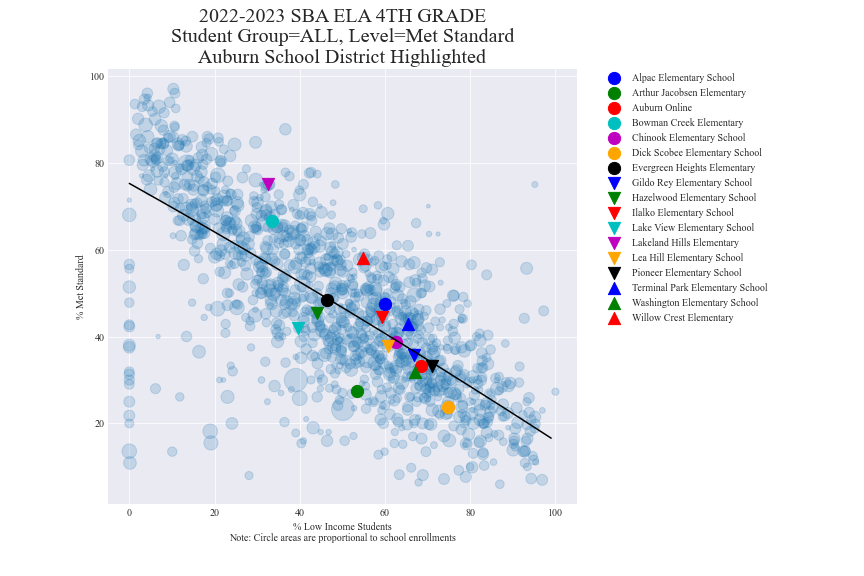 2022-2023 SBA ELA 4TH GRADE
Student Group=ALL, Level=Met Standard
Auburn School District Highlighted
100
80
60
40
20
% Met Standard
0 20 40 60 80 100
% Low Income Students
Note: Circle areas are proportional to school enrollments
Alpac Elementary School
Arthur Jacobsen Elementary
Auburn Online
Bowman Creek Elementary
Chinook Elementary School
Dick Scobee Elementary School
Evergreen Heights Elementary
Gildo Rey Elementary School
Hazelwood Elementary School
Ilalko Elementary School
Lake View Elementary School
Lakeland Hills Elementary
Lea Hill Elementary School
Pioneer Elementary School
Terminal Park Elementary School
Washington Elementary School
Willow Crest Elementary